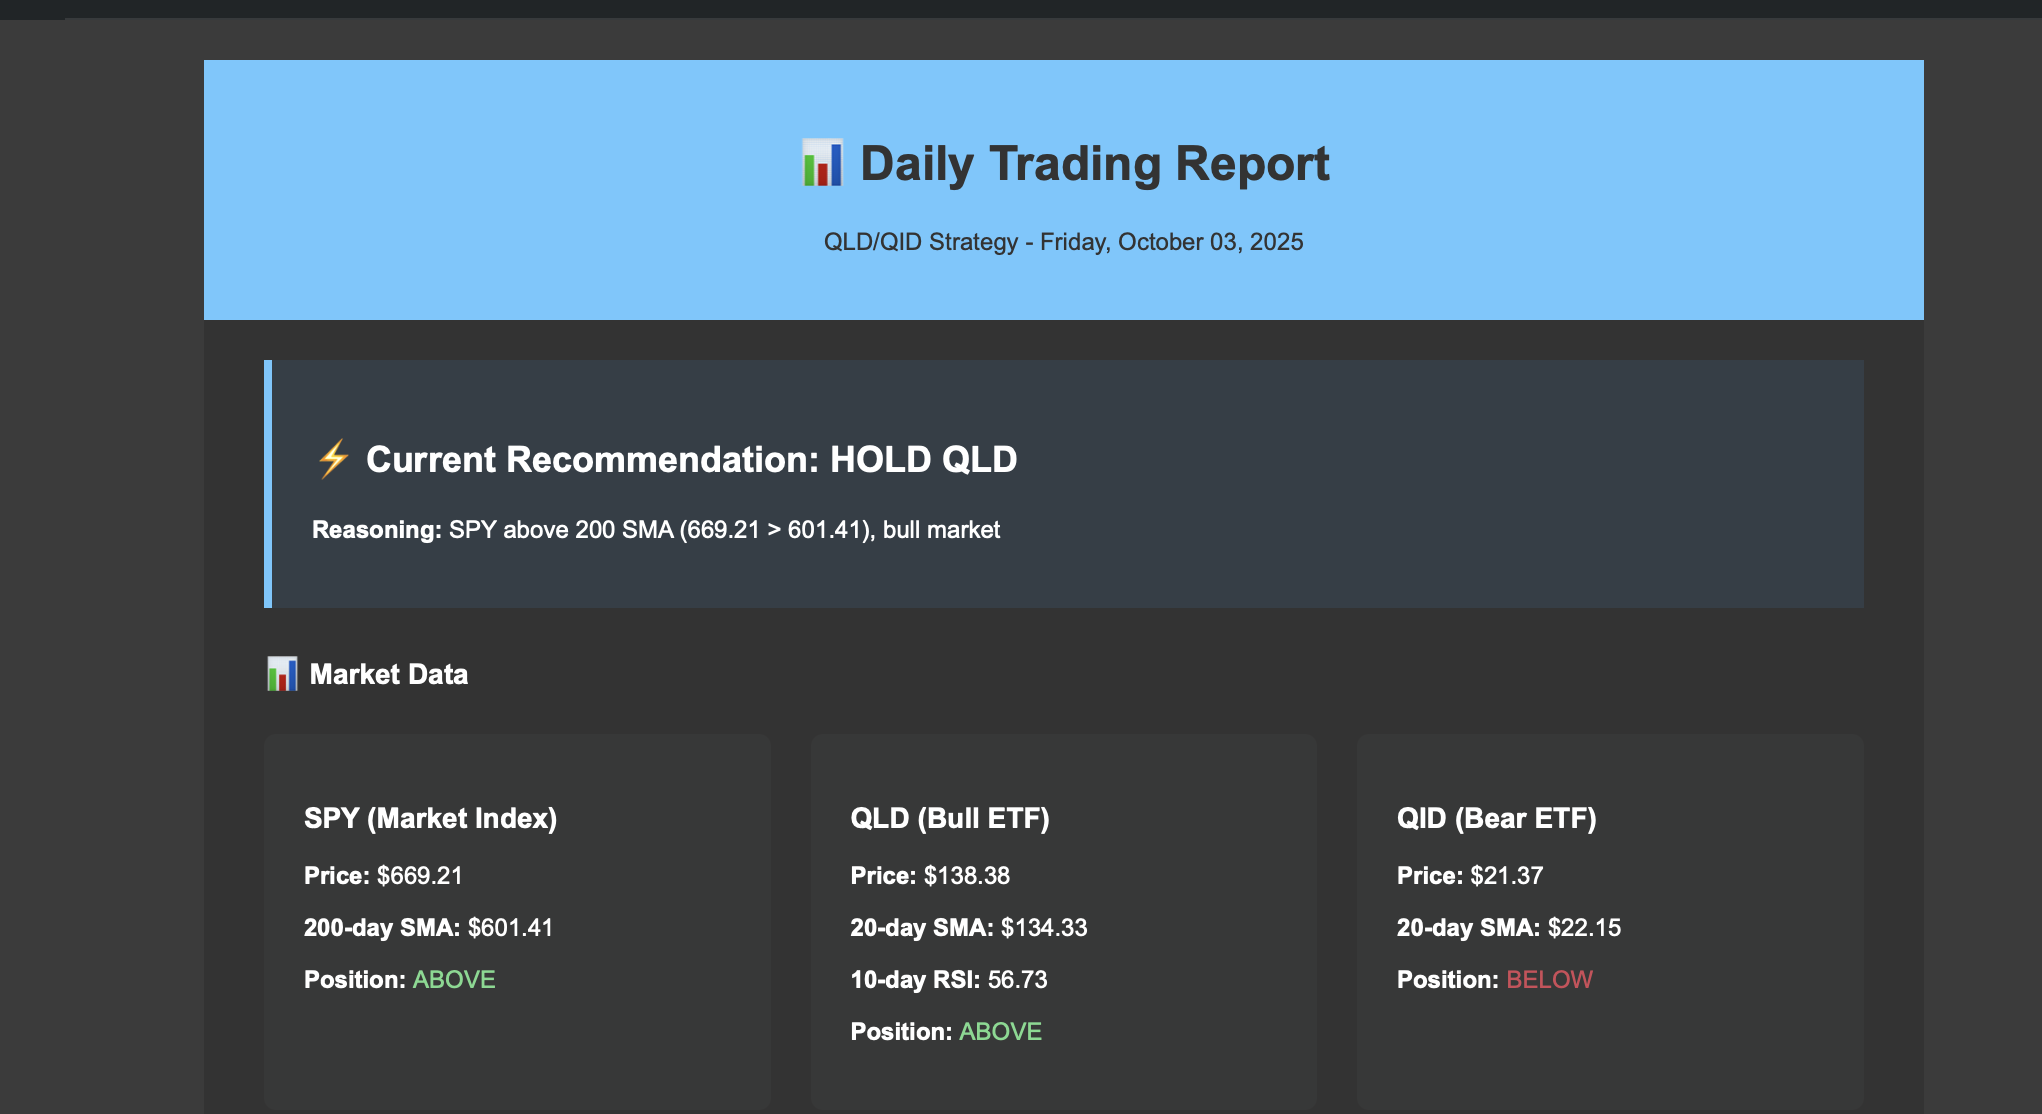 📊 Daily Trading Report
QLD/QID Strategy - Friday, October 03, 2025
⚡ Current Recommendation: HOLD QLD
Reasoning: SPY above 200 SMA (669.21 > 601.41), bull market
📊 Market Data
SPY (Market Index)
Price: $669.21
200-day SMA: $601.41
Position: ABOVE
QLD (Bull ETF)
Price: $138.38
20-day SMA: $134.33
10-day RSI: 56.73
Position: ABOVE
QID (Bear ETF)
Price: $21.37
20-day SMA: $22.15
Position: BELOW